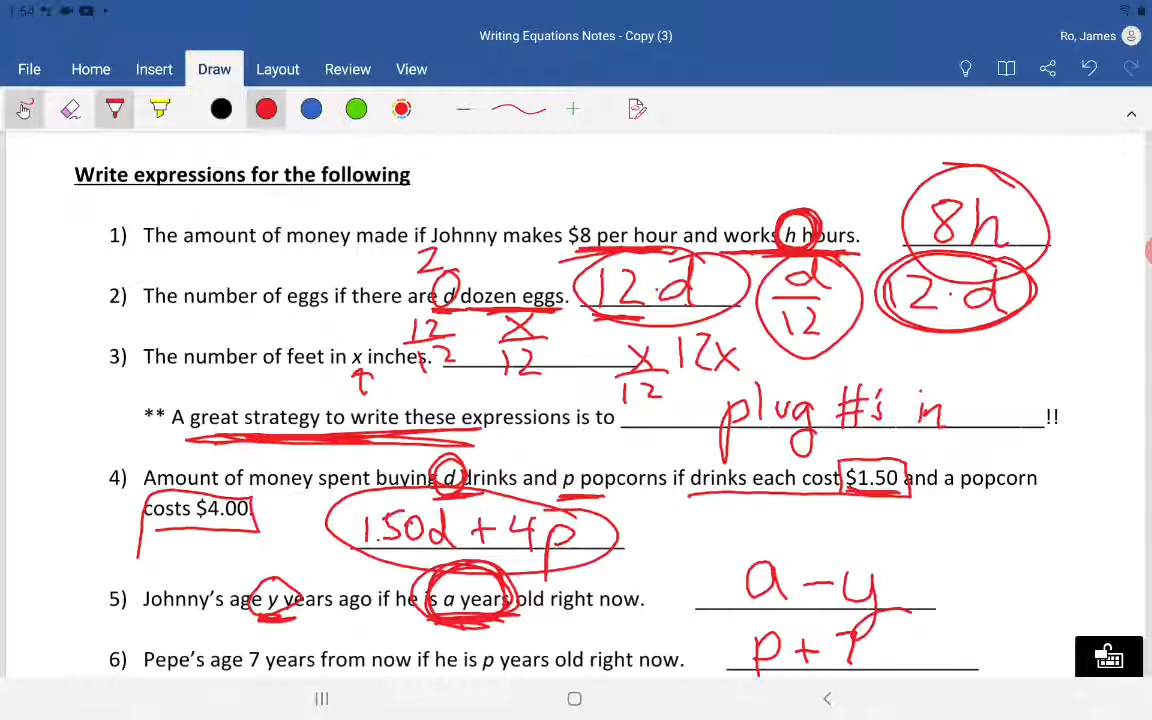 1:54
Writing Equations Notes - Copy (3)
Ro, James
File Home Insert Draw Layout Review View
Write expressions for the following
1) The amount of money made if Johnny makes $8 per hour and works h hours. 8h
2
2) The number of eggs if there are d dozen eggs. 12·d d/12 12·d
12/12 x/12
3) The number of feet in x inches. x/12 12x
** A great strategy to write these expressions is to plug #'s in !!
4) Amount of money spent buying d drinks and p popcorns if drinks each cost $1.50 and a popcorn
costs $4.00.
1.50d + 4p
5) Johnny's age y years ago if he is a years old right now. a - y
6) Pepe's age 7 years from now if he is p years old right now. p + 7